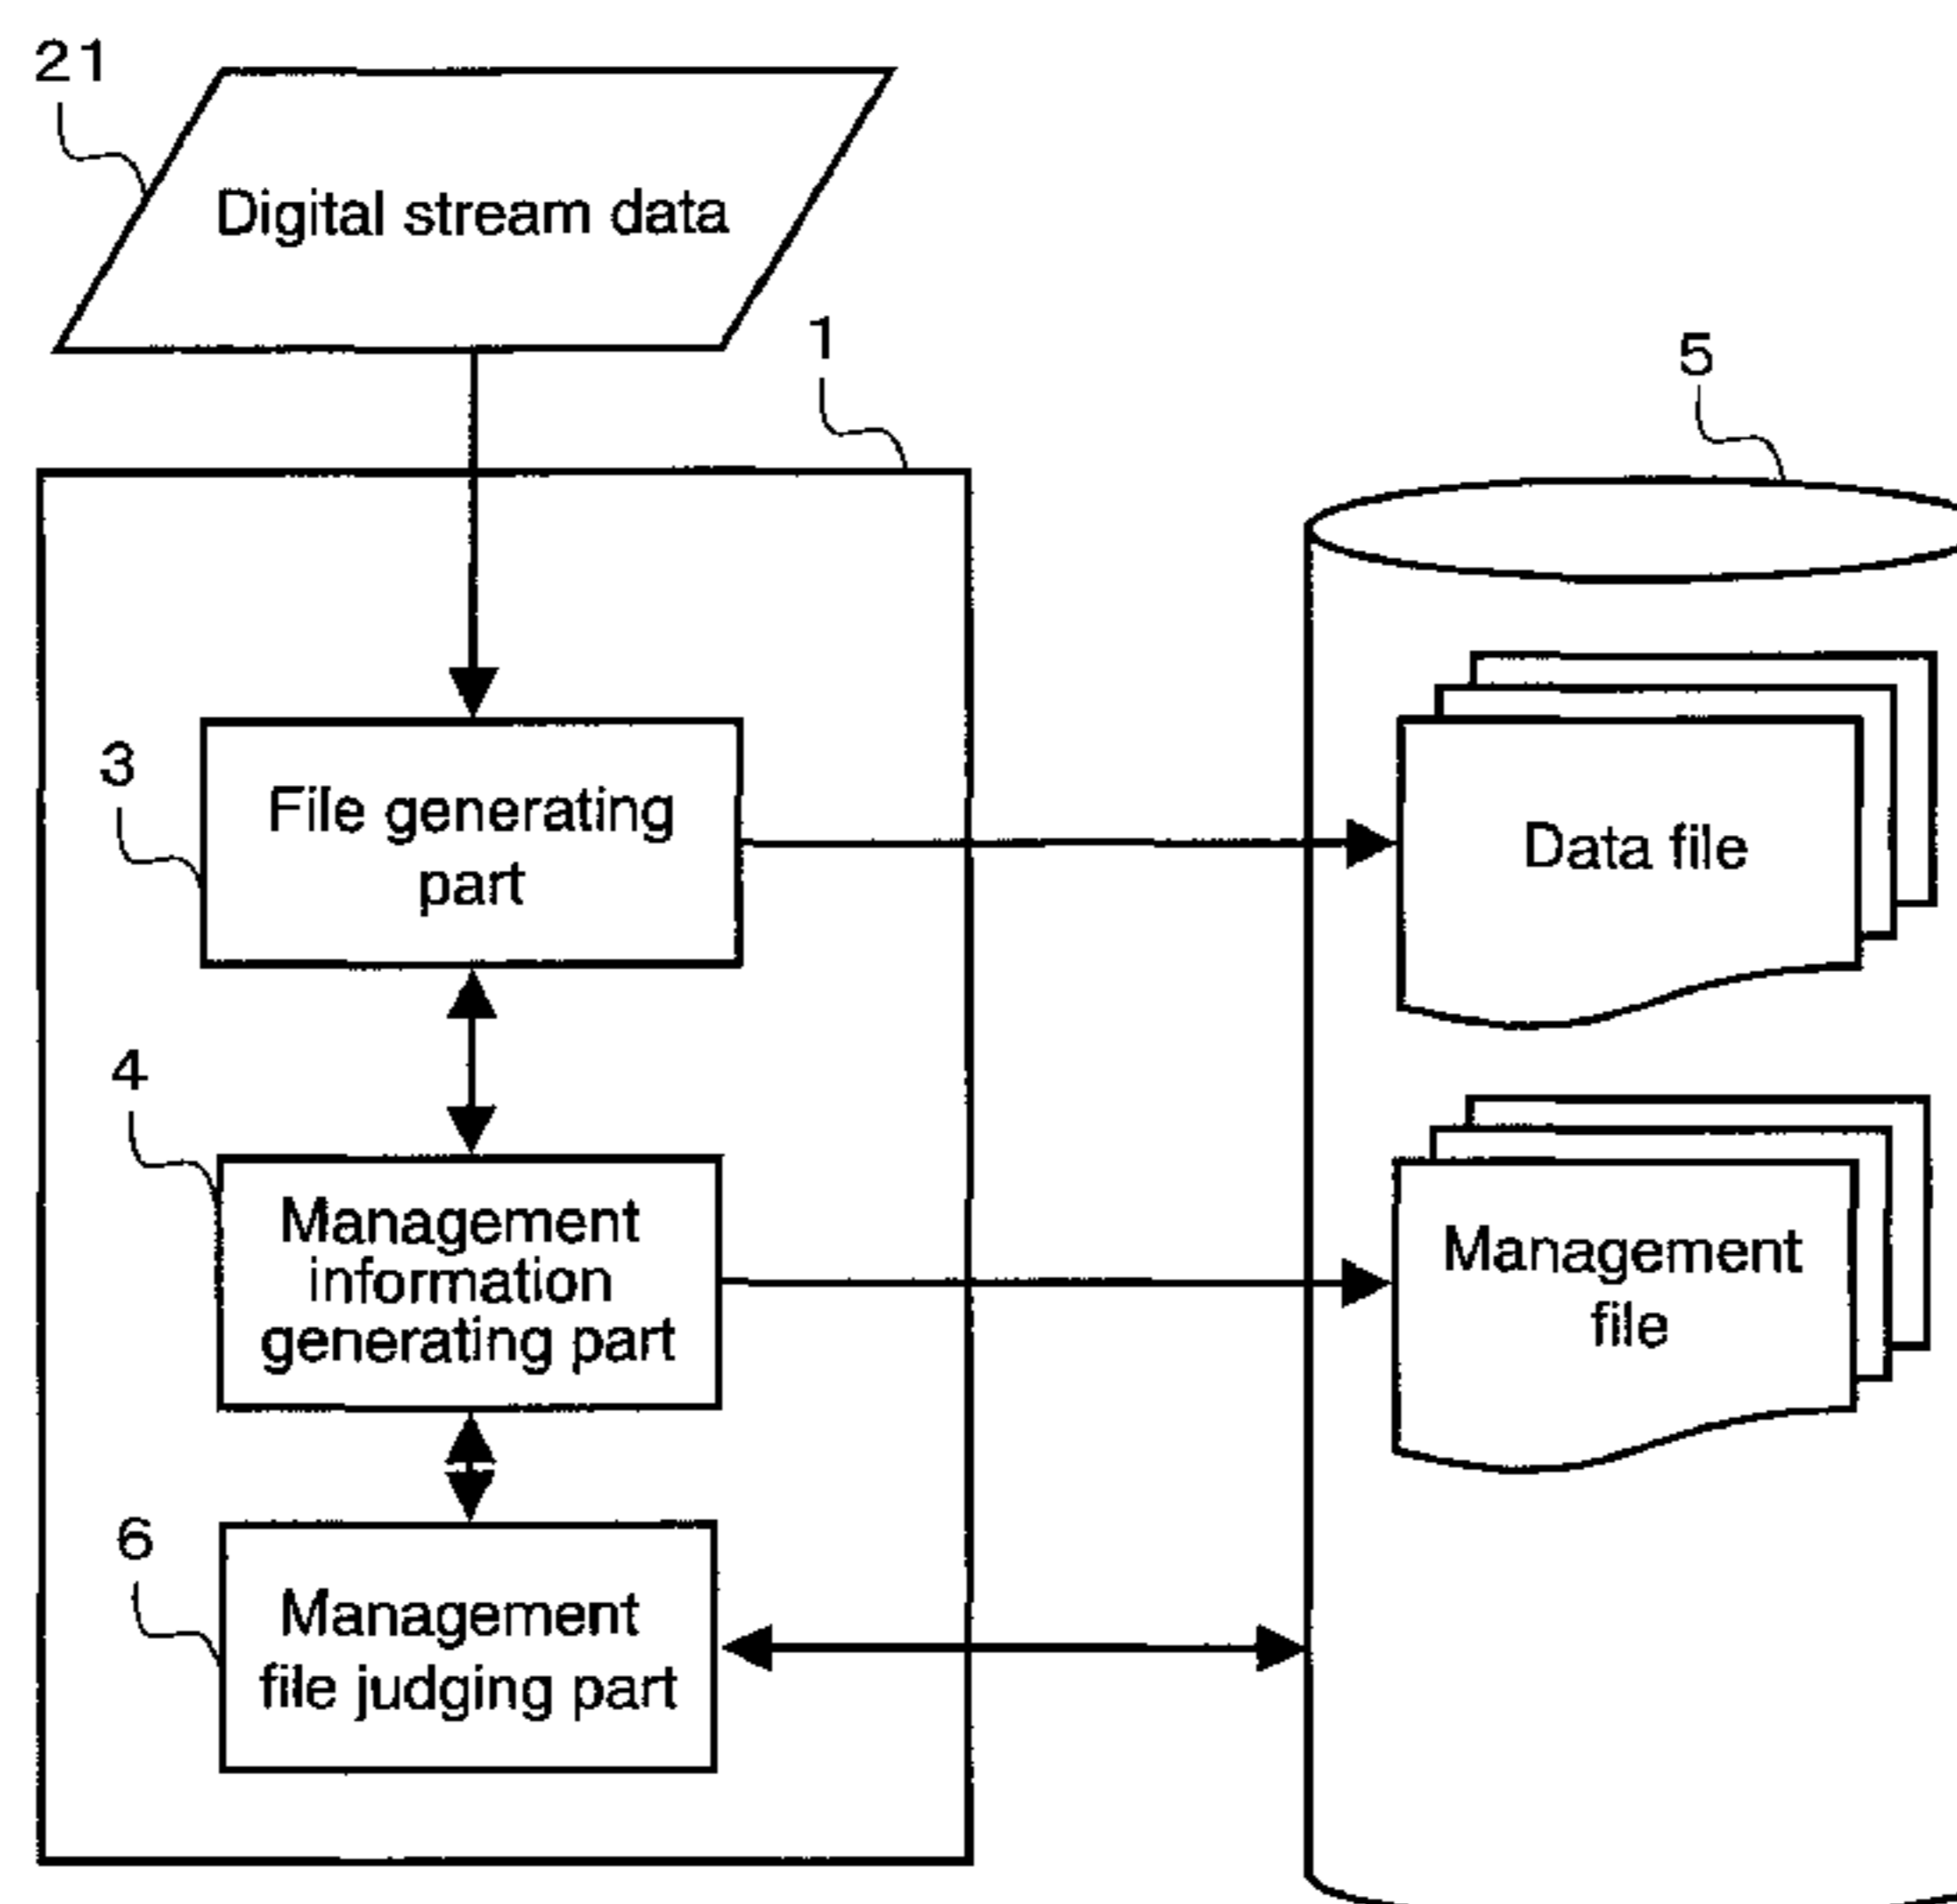 21
Digital stream data
1
5
3
File generating
part
Data file
4
Management
information
generating part
Management
file
6
Management
file judging part